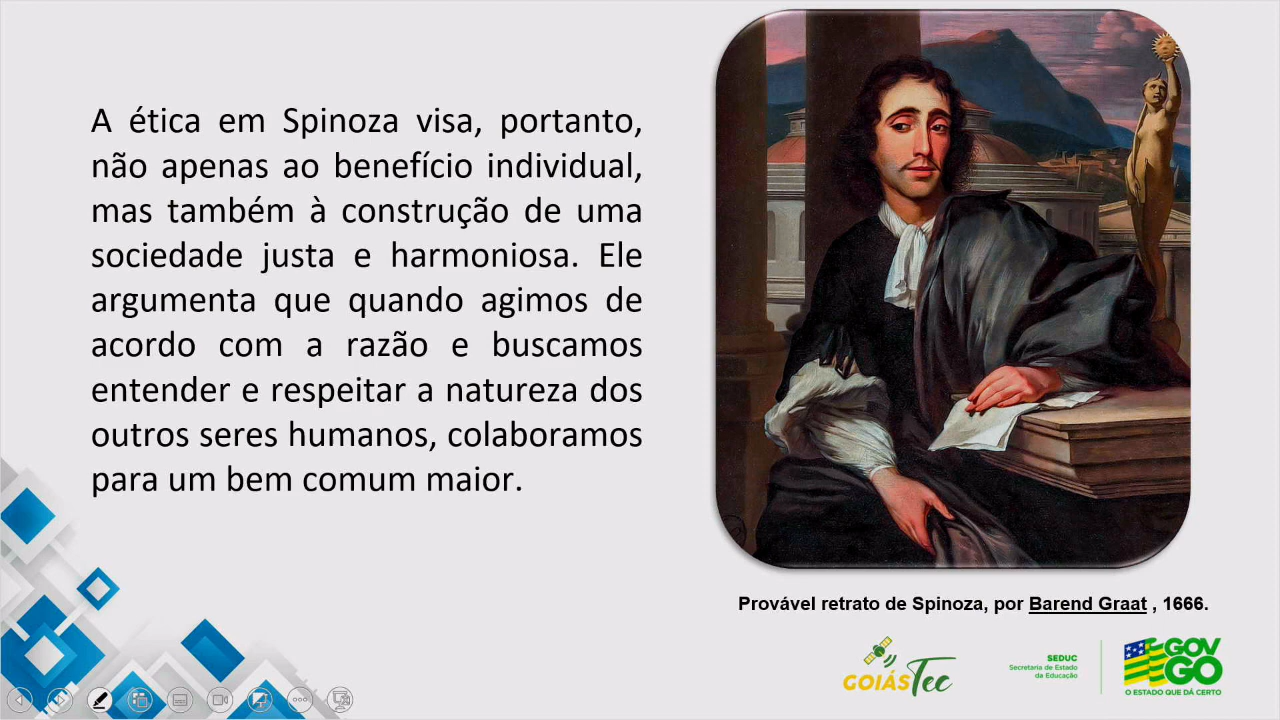 A ética em Spinoza visa, portanto,
não apenas ao benefício individual,
mas também à construção de uma
sociedade justa e harmoniosa. Ele
argumenta que quando agimos de
acordo com a razão e buscamos
entender e respeitar a natureza dos
outros seres humanos, colaboramos
para um bem comum maior.
Provável retrato de Spinoza, por Barend Graat , 1666.
GOIÁSTec
SEDUC
Secretaria de Estado
da Educação
GOV
GO
O ESTADO QUE DÁ CERTO